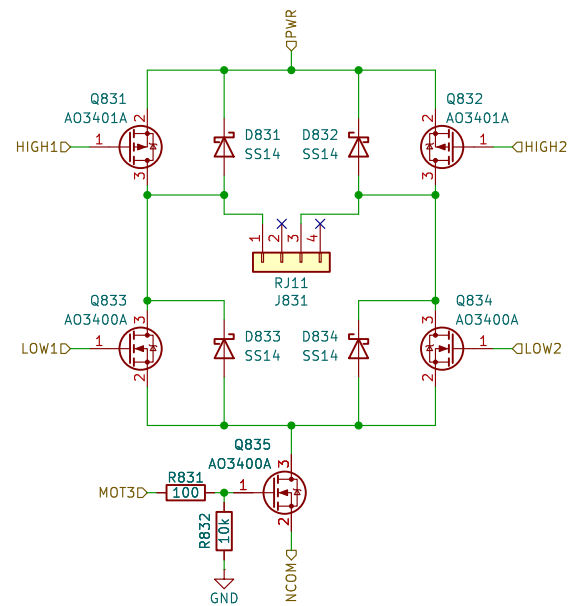 PWR
Q831
AO3401A
2
HIGH1
1
3
D831
SS14
D832
SS14
Q832
AO3401A
2
1
HIGH2
3
1
2
3
4
RJ11
J831
Q833
AO3400A
3
LOW1
1
2
D833
SS14
D834
SS14
Q834
AO3400A
3
1
LOW2
2
Q835
AO3400A
3
MOT3
R831
100
1
2
R832
10k
GND
NCOM